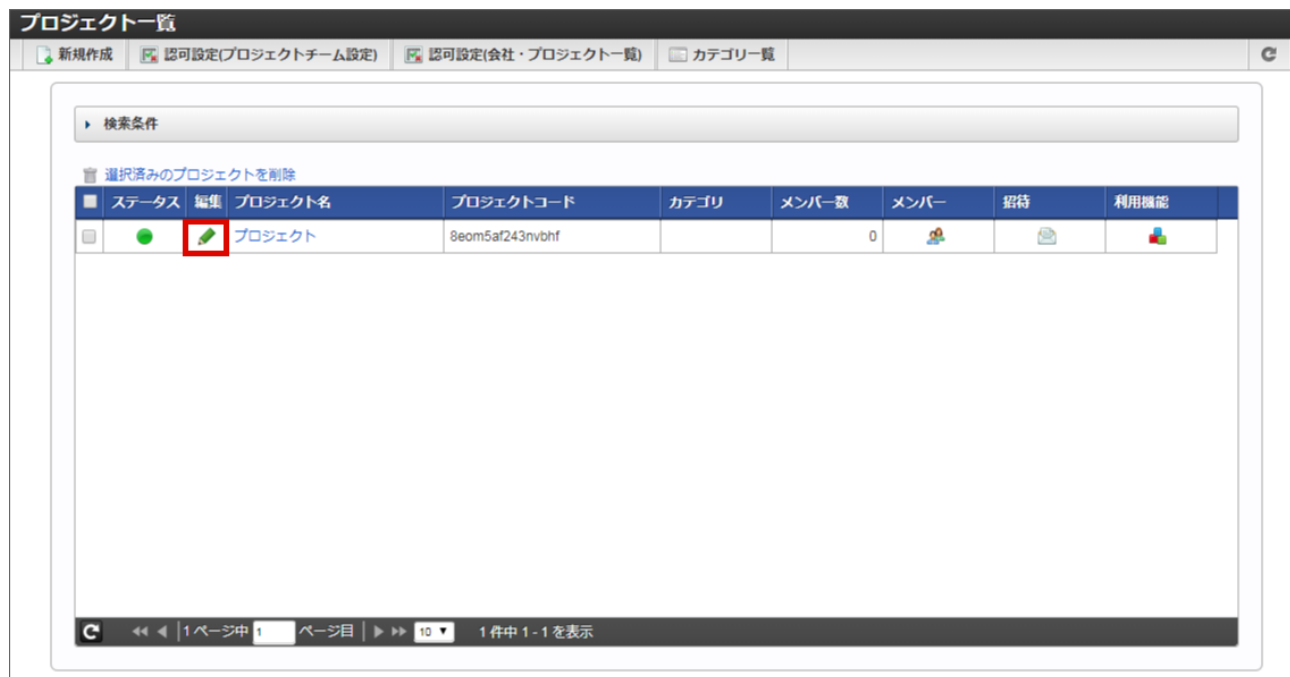 プロジェクト一覧
新規作成 認可設定(プロジェクトチーム設定) 認可設定(会社・プロジェクト一覧) カテゴリ一覧
検索条件
選択済みのプロジェクトを削除
ステータス 編集 プロジェクト名 プロジェクトコード カテゴリ メンバー数 メンバー 招待 利用機能
プロジェクト 8eom5af243nvbhf 0
1 ページ中 1 ページ目 10 1 件中 1 - 1 を表示